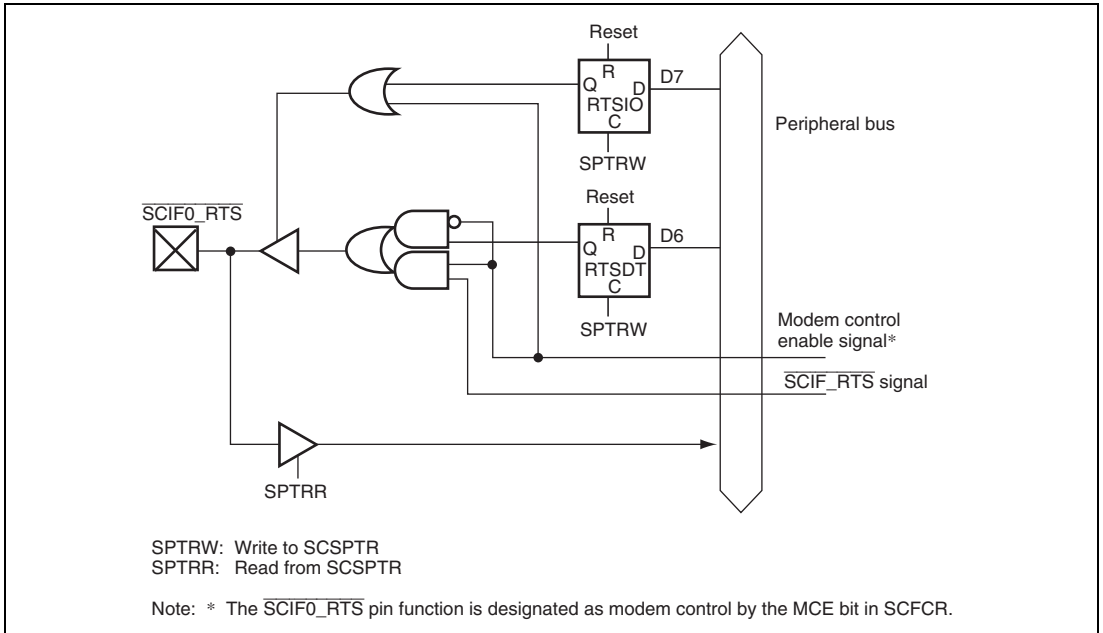 Reset
R
Q
D
D7
RTSIO
C
Peripheral bus
SPTRW
Reset
SCIF0_RTS
R
Q
D
D6
RTSDT
C
SPTRW
Modem control
enable signal*
SCIF_RTS signal
SPTRR
SPTRW: Write to SCSPTR
SPTRR: Read from SCSPTR
Note: * The SCIF0_RTS pin function is designated as modem control by the MCE bit in SCFCR.